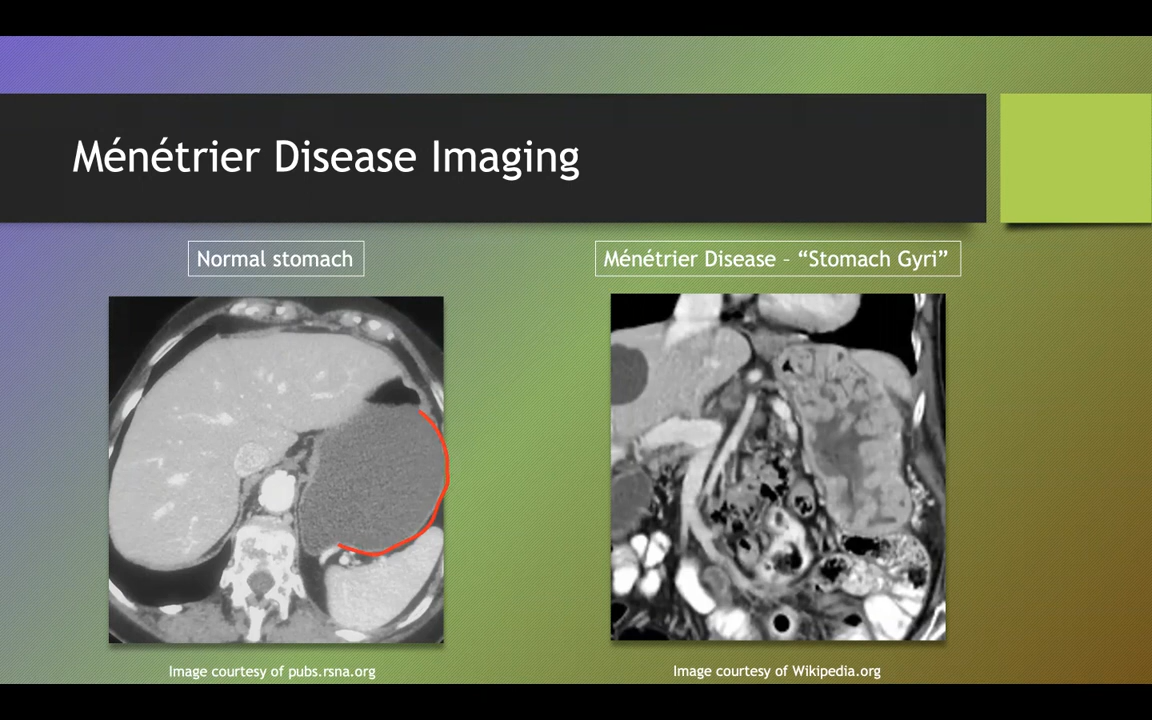 Ménétrier Disease Imaging
Normal stomach
Ménétrier Disease – “Stomach Gyri”
Image courtesy of pubs.rsna.org
Image courtesy of Wikipedia.org